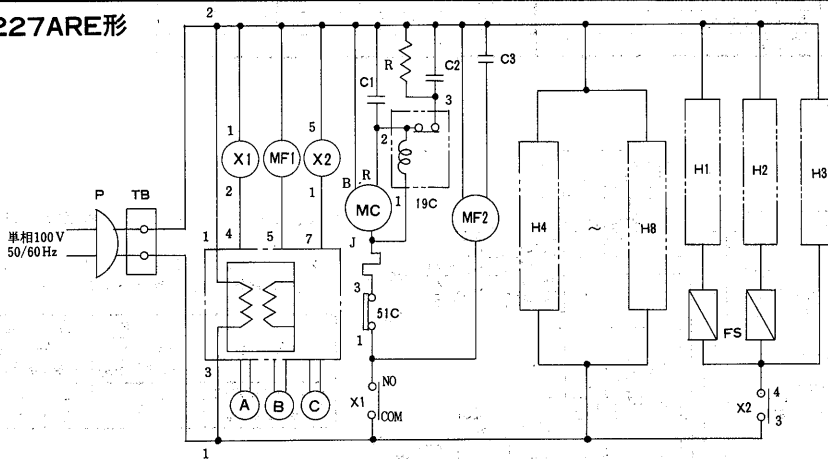 227ARE形
2
R
C1
C2
C3
3
2
1
5
X1
MF1
X2
2
1
B
R
MC
1
19C
MF2
H4
~
H8
H1
H2
H3
P
TB
単相100V
50/60Hz
1
4
5
7
J
3
51C
1
FS
3
A
B
C
X1
NO
COM
X2
4
3
1